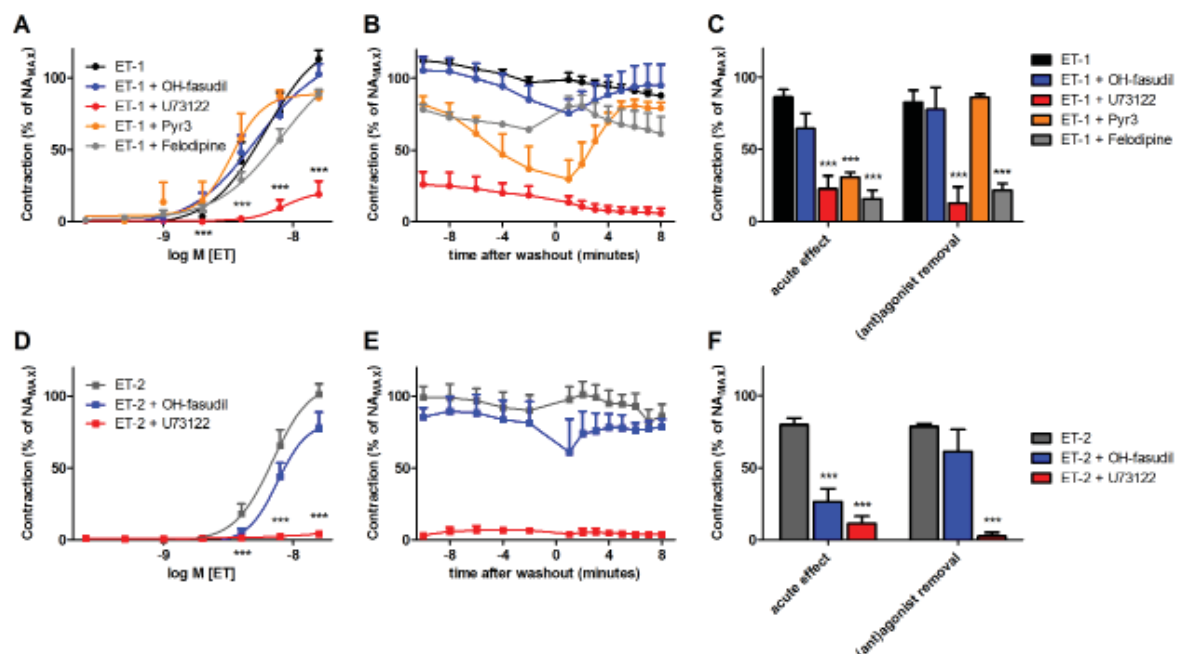 A
Contraction (% of NAMAX)
100
50
0
-9
-8
log M [ET]
ET-1
ET-1 + OH-fasudil
ET-1 + U73122
ET-1 + Pyr3
ET-1 + Felodipine
***
***
***
***
B
Contraction (% of NAMAX)
100
50
0
-8
-4
0
4
8
time after washout (minutes)
C
Contraction (% of NAMAX)
100
50
0
***
***
***
***
***
acute effect
(ant)agonist removal
ET-1
ET-1 + OH-fasudil
ET-1 + U73122
ET-1 + Pyr3
ET-1 + Felodipine
D
Contraction (% of NAMAX)
100
50
0
-9
-8
log M [ET]
ET-2
ET-2 + OH-fasudil
ET-2 + U73122
***
***
***
E
Contraction (% of NAMAX)
100
50
0
-8
-4
0
4
8
time after washout (minutes)
F
Contraction (% of NAMAX)
100
50
0
***
***
***
acute effect
(ant)agonist removal
ET-2
ET-2 + OH-fasudil
ET-2 + U73122